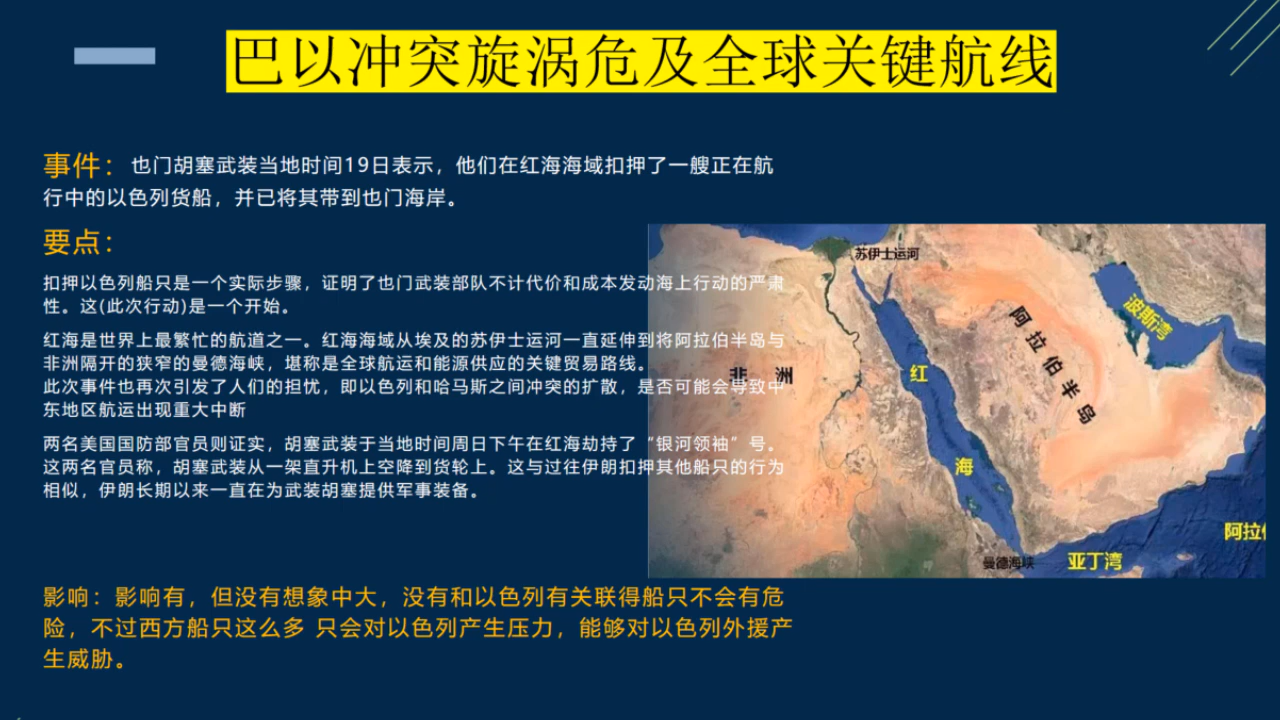 巴以冲突旋涡危及全球关键航线
事件：也门胡塞武装当地时间19日表示，他们在红海海域扣押了一艘正在航
行中的以色列货船，并已将其带到也门海岸。
要点：
扣押以色列船只是一个实际步骤，证明了也门武装部队不计代价和成本发动海上行动的严肃
性。这(此次行动)是一个开始。
红海是世界上最繁忙的航道之一。红海海域从埃及的苏伊士运河一直延伸到将阿拉伯半岛与
非洲隔开的狭窄的曼德海峡，堪称是全球航运和能源供应的关键贸易路线。
此次事件也再次引发了人们的担忧，即以色列和哈马斯之间冲突的扩散，是否可能会导致中
东地区航运出现重大中断
两名美国国防部官员则证实，胡塞武装于当地时间周日下午在红海劫持了“银河领袖”号。
这两名官员称，胡塞武装从一架直升机上空降到货轮上。这与过往伊朗扣押其他船只的行为
相似，伊朗长期以来一直在为武装胡塞提供军事装备。
苏伊士运河
波斯湾
阿拉伯半岛
非 洲
红
海
阿拉
曼德海峡
亚丁湾
影响：影响有，但没有想象中大，没有和以色列有关联得船只不会有危
险，不过西方船只这么多 只会对以色列产生压力，能够对以色列外援产
生威胁。